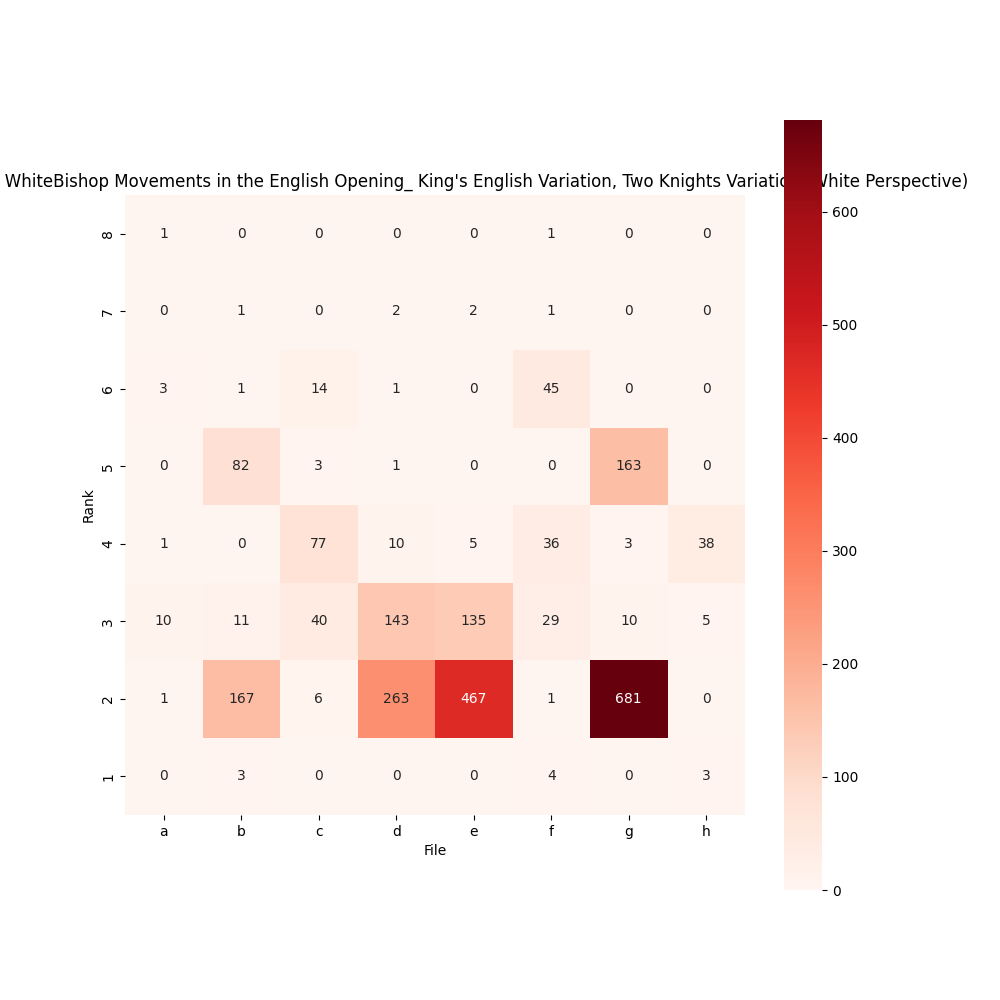 WhiteBishop Movements in the English Opening_ King's English Variation, Two Knights Variatio White Perspective)
600
500
400
300
200
100
0
Rank
8 1 0 0 0 0 1 0 0
7 0 1 0 2 2 1 0 0
6 3 1 14 1 0 45 0 0
5 0 82 3 1 0 0 163 0
4 1 0 77 10 5 36 3 38
3 10 11 40 143 135 29 10 5
2 1 167 6 263 467 1 681 0
1 0 3 0 0 0 4 0 3
a b c d e f g h
File